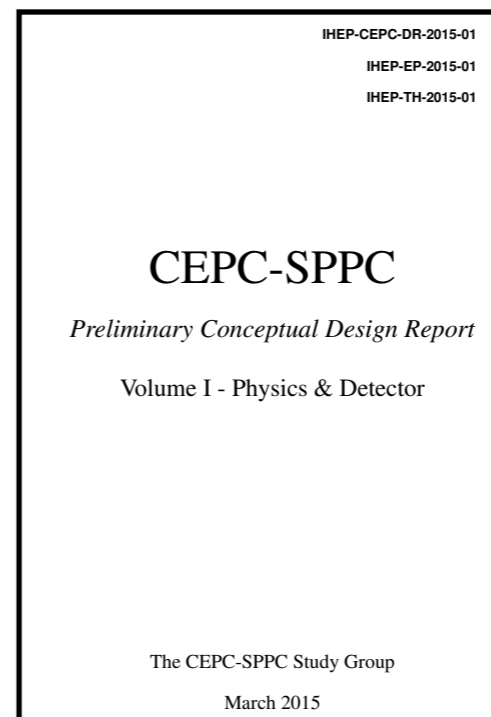 IHEP-CEPC-DR-2015-01
IHEP-EP-2015-01
IHEP-TH-2015-01
CEPC-SPPC
Preliminary Conceptual Design Report
Volume I - Physics & Detector
The CEPC-SPPC Study Group
March 2015